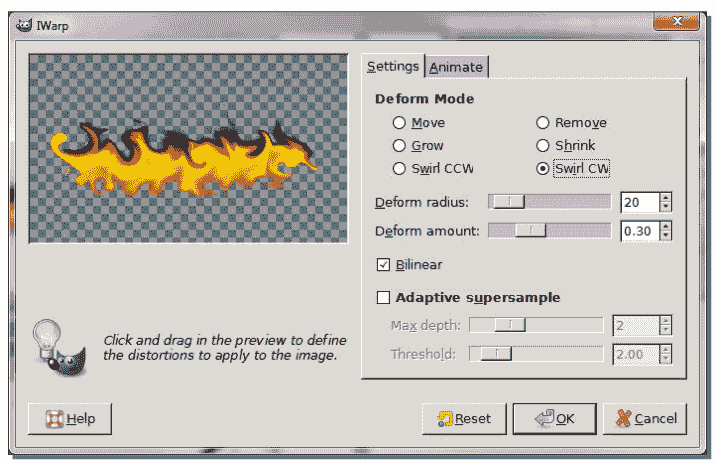 IWarp
Settings
Animate
Deform Mode
Move
Remove
Grow
Shrink
Swirl CCW
Swirl CW
Deform radius:
20
Deform amount:
0.30
Bilinear
Adaptive supersample
Max depth:
2
Threshold:
2.00
Click and drag in the preview to define
the distortions to apply to the image.
Help
Reset
OK
Cancel